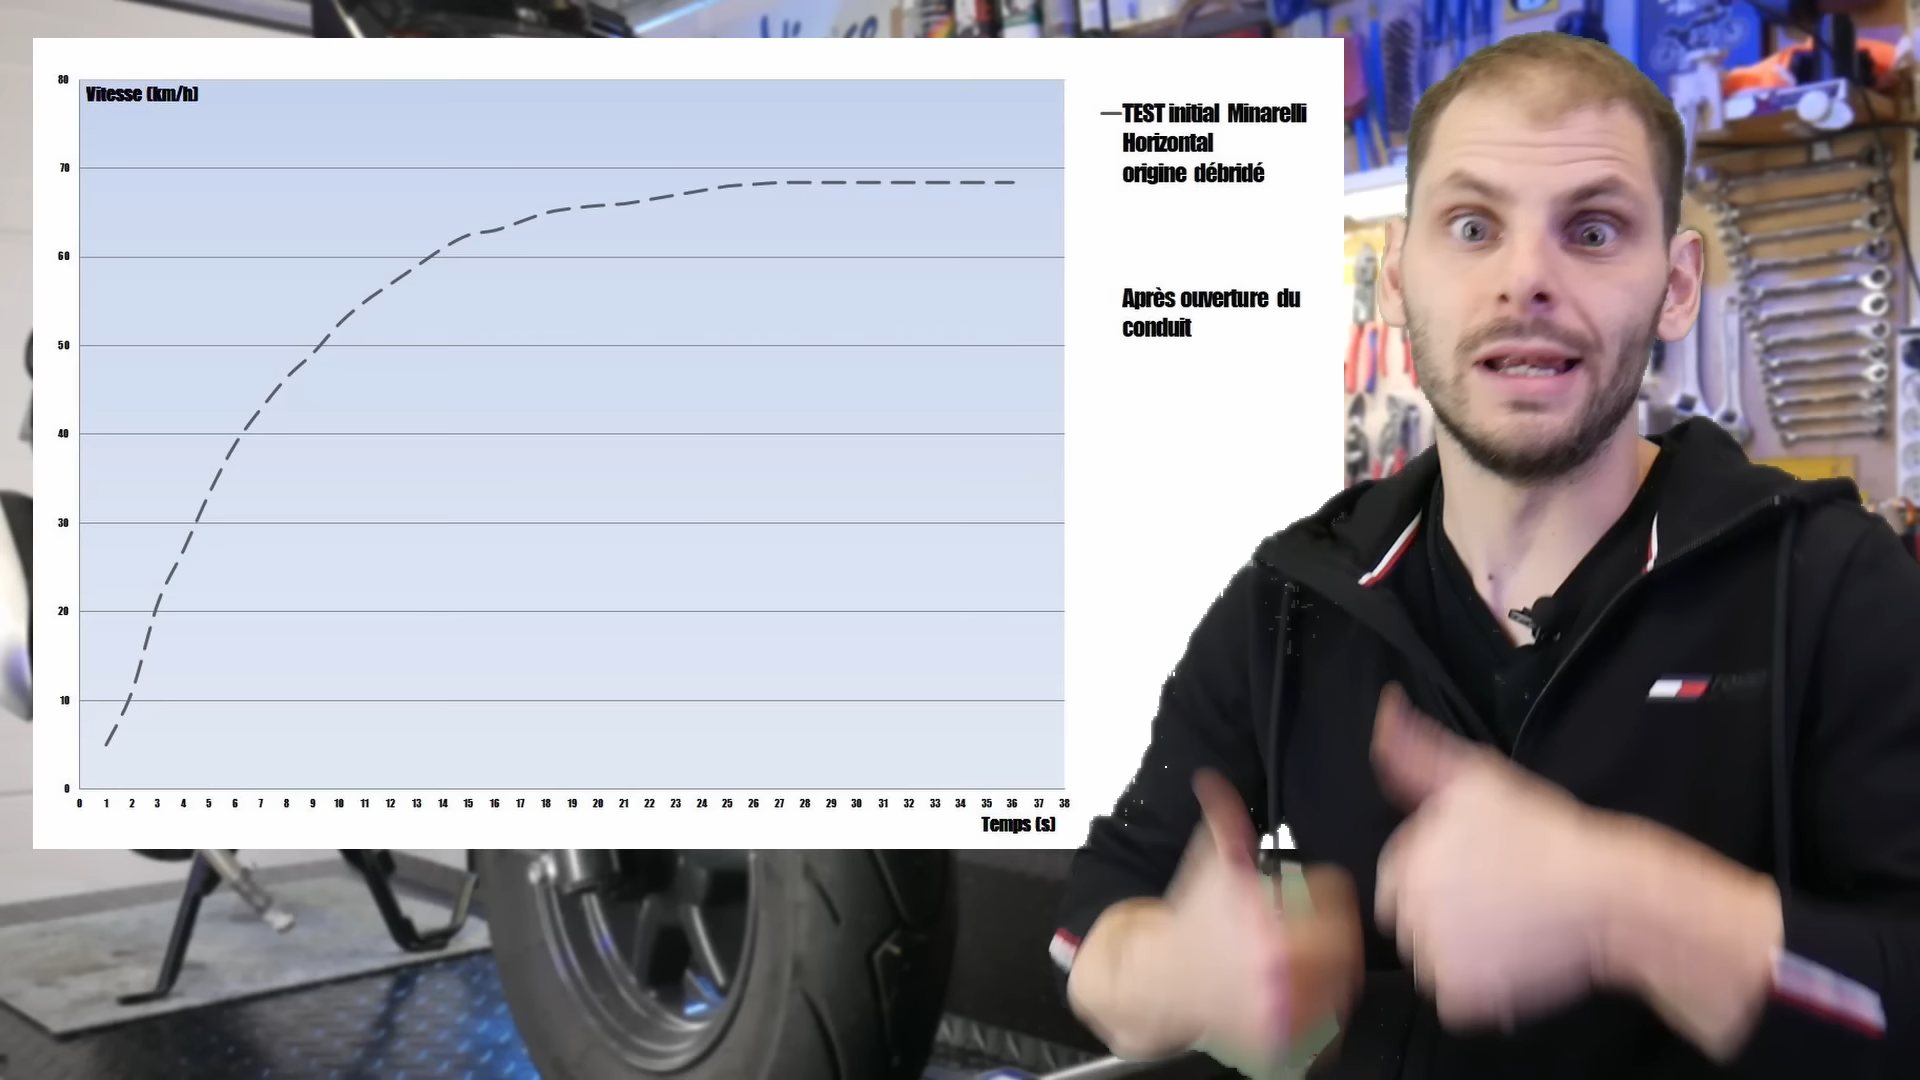 80
Vitesse (km/h)
70
60
50
40
30
20
10
0
0 1 2 3 4 5 6 7 8 9 10 11 12 13 14 15 16 17 18 19 20 21 22 23 24 25 26 27 28 29 30 31 32 33 34 35 36 37 38
Temps (s)
TEST initial Minarelli
Horizontal
origine débridé
Après ouverture du
conduit